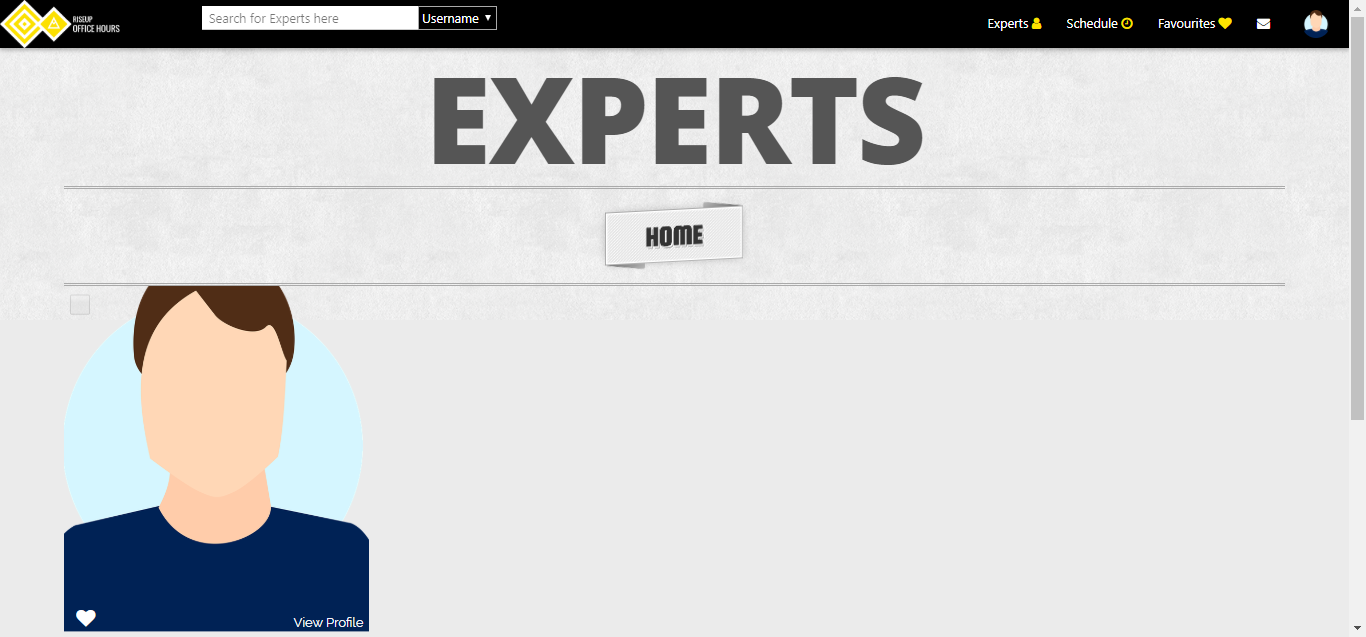 RISEUP
OFFICE HOURS
Search for Experts here
Username
Experts
Schedule
Favourites
EXPERTS
HOME
View Profile